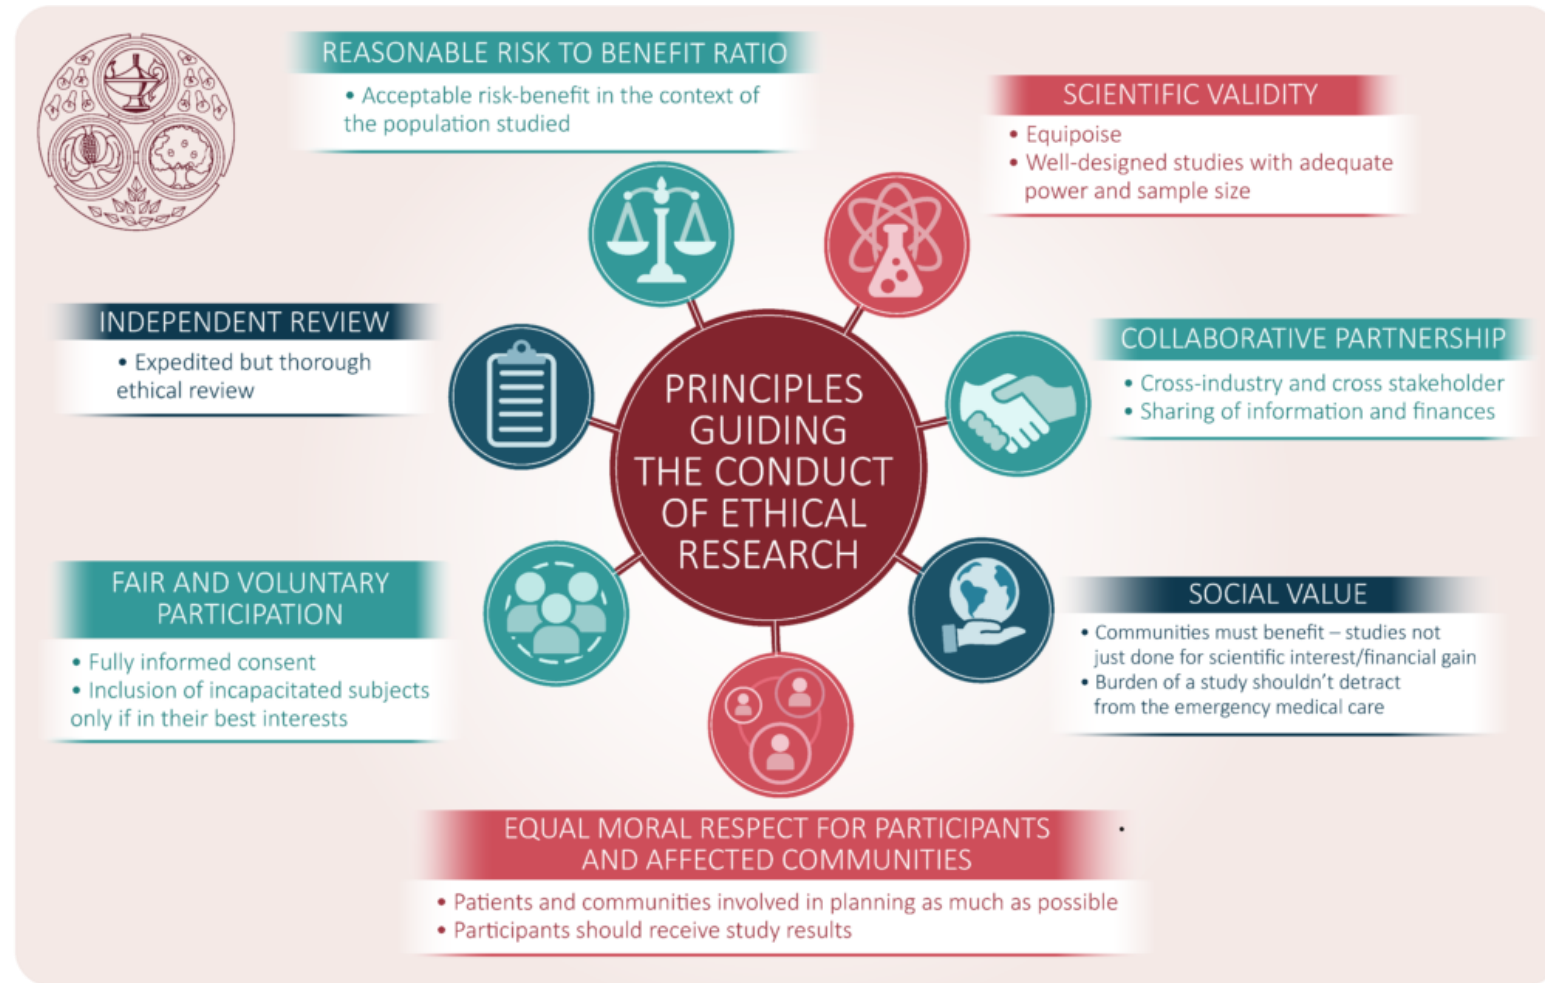 REASONABLE RISK TO BENEFIT RATIO
• Acceptable risk-benefit in the context of
the population studied
SCIENTIFIC VALIDITY
• Equipoise
• Well-designed studies with adequate
power and sample size
INDEPENDENT REVIEW
• Expedited but thorough
ethical review
COLLABORATIVE PARTNERSHIP
• Cross-industry and cross stakeholder
• Sharing of information and finances
PRINCIPLES
GUIDING
THE CONDUCT
OF ETHICAL
RESEARCH
FAIR AND VOLUNTARY
PARTICIPATION
• Fully informed consent
• Inclusion of incapacitated subjects
only if in their best interests
SOCIAL VALUE
• Communities must benefit – studies not
just done for scientific interest/financial gain
• Burden of a study shouldn't detract
from the emergency medical care
EQUAL MORAL RESPECT FOR PARTICIPANTS
AND AFFECTED COMMUNITIES
• Patients and communities involved in planning as much as possible
• Participants should receive study results